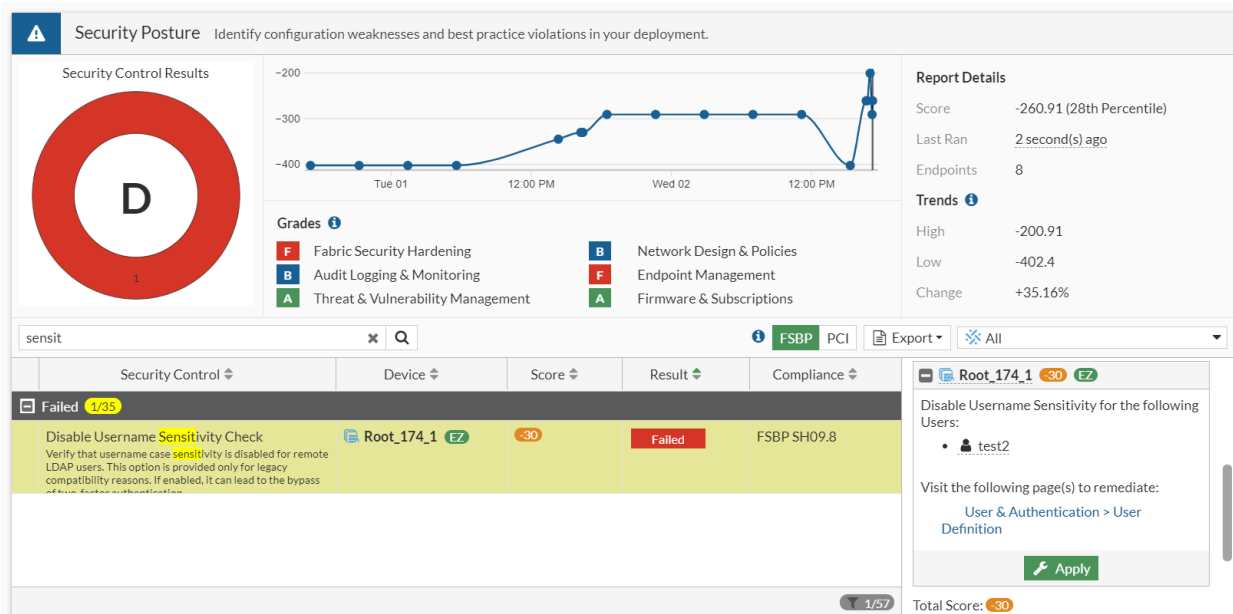 Security Posture Identify configuration weaknesses and best practice violations in your deployment.
Security Control Results
D
1
-200
-300
-400
Tue 01 12:00 PM Wed 02 12:00 PM
Grades
F Fabric Security Hardening
B Audit Logging & Monitoring
A Threat & Vulnerability Management
B Network Design & Policies
F Endpoint Management
A Firmware & Subscriptions
Report Details
Score -260.91 (28th Percentile)
Last Ran 2 second(s) ago
Endpoints 8
Trends
High -200.91
Low -402.4
Change +35.16%
sensit
FSBP PCI Export All
Security Control Device Score Result Compliance
Failed 1/35
Disable Username Sensitivity Check Root_174_1 EZ -30 Failed FSBP SH09.8
Verify that username case sensitivity is disabled for remote
LDAP users. This option is provided only for legacy
compatibility reasons. If enabled, it can lead to the bypass
of two-factor authentication
1/57
Root_174_1 -30 EZ
Disable Username Sensitivity for the following
Users:
test2
Visit the following page(s) to remediate:
User & Authentication > User
Definition
Apply
Total Score: -30